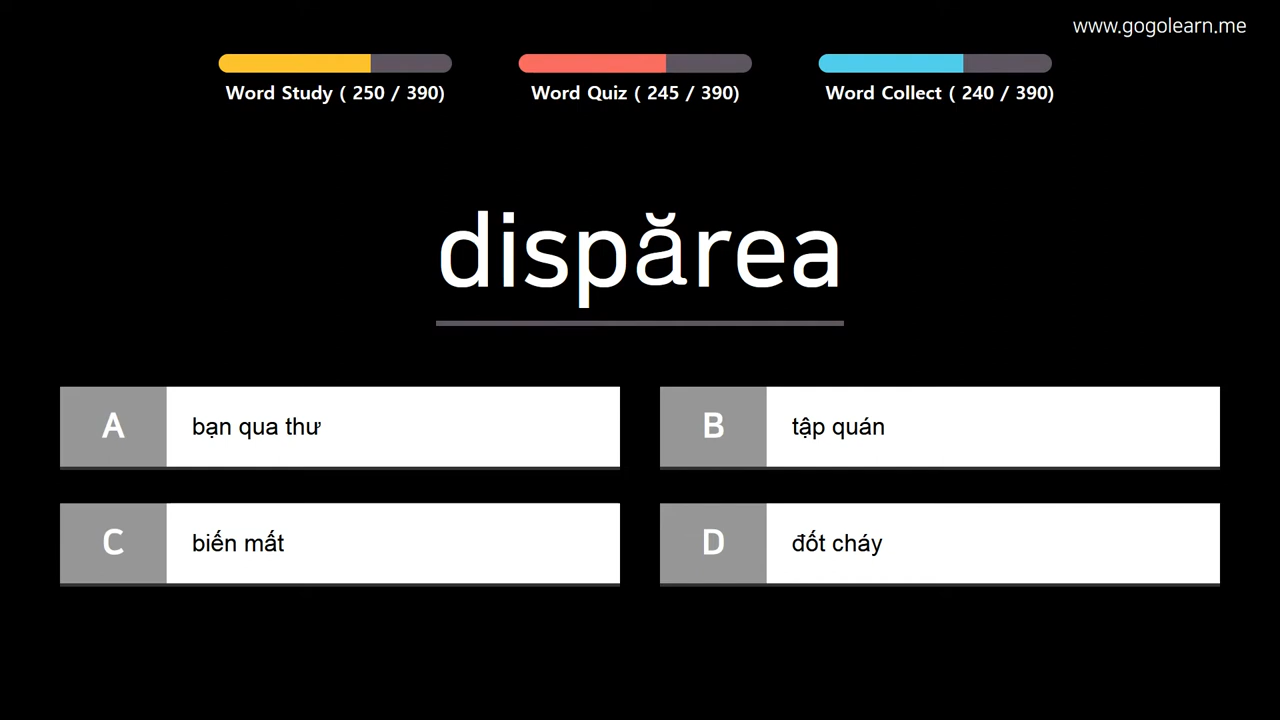 www.gogolearn.me
Word Study ( 250 / 390)
Word Quiz ( 245 / 390)
Word Collect ( 240 / 390)
dispărea
A bạn qua thư
B tập quán
C biến mất
D đốt cháy